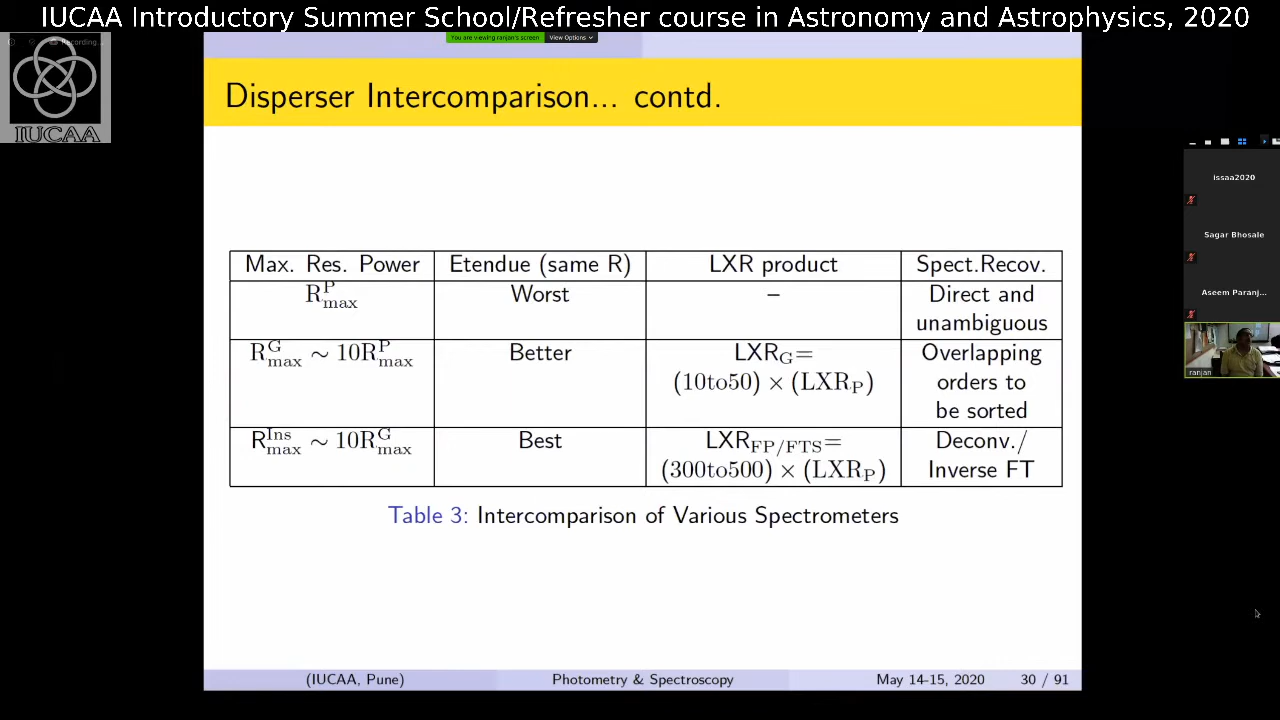 IUCAA Introductory Summer School/Refresher course in Astronomy and Astrophysics, 2020
You are viewing ranjan's screen View Options
Recording...
IUCAA
Disperser Intercomparison... contd.
Max. Res. Power Etendue (same R) LXR product Spect.Recov.
R^P_max Worst – Direct and
unambiguous
R^G_max ∼ 10R^P_max Better LXR_G= Overlapping
(10to50) × (LXR_P) orders to
be sorted
R^Ins_max ∼ 10R^G_max Best LXR_FP/FTS= Deconv./
(300to500) × (LXR_P) Inverse FT
Table 3: Intercomparison of Various Spectrometers
(IUCAA, Pune) Photometry & Spectroscopy May 14-15, 2020 30 / 91
issaa2020
Sagar Bhosale
Aseem Paranj...
ranjan